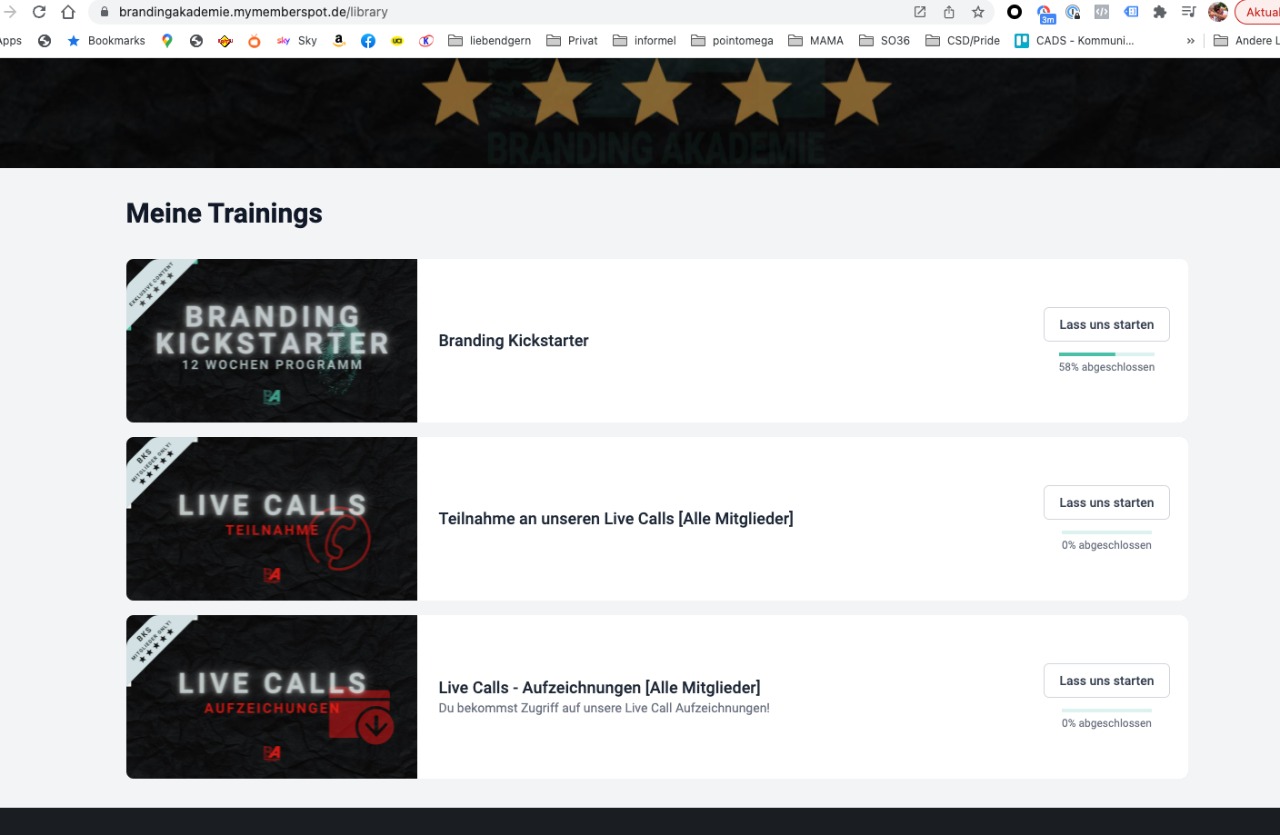 brandingakademie.mymemberspot.de/library
3m
Aktual
Apps
Bookmarks
sky Sky
liebendgern
Privat
informel
pointomega
MAMA
SO36
CSD/Pride
CADS - Kommuni...
»
Andere L
BRANDING AKADEMIE
Meine Trainings
EXKLUSIVE CONTENT
BRANDING
KICKSTARTER
12 WOCHEN PROGRAMM
BA
Branding Kickstarter
Lass uns starten
58% abgeschlossen
BKS
MITGLIEDER ONLY!
LIVE CALLS
TEILNAHME
BA
Teilnahme an unseren Live Calls [Alle Mitglieder]
Lass uns starten
0% abgeschlossen
BKS
MITGLIEDER ONLY!
LIVE CALLS
AUFZEICHUNGEN
BA
Live Calls - Aufzeichnungen [Alle Mitglieder]
Du bekommst Zugriff auf unsere Live Call Aufzeichnungen!
Lass uns starten
0% abgeschlossen